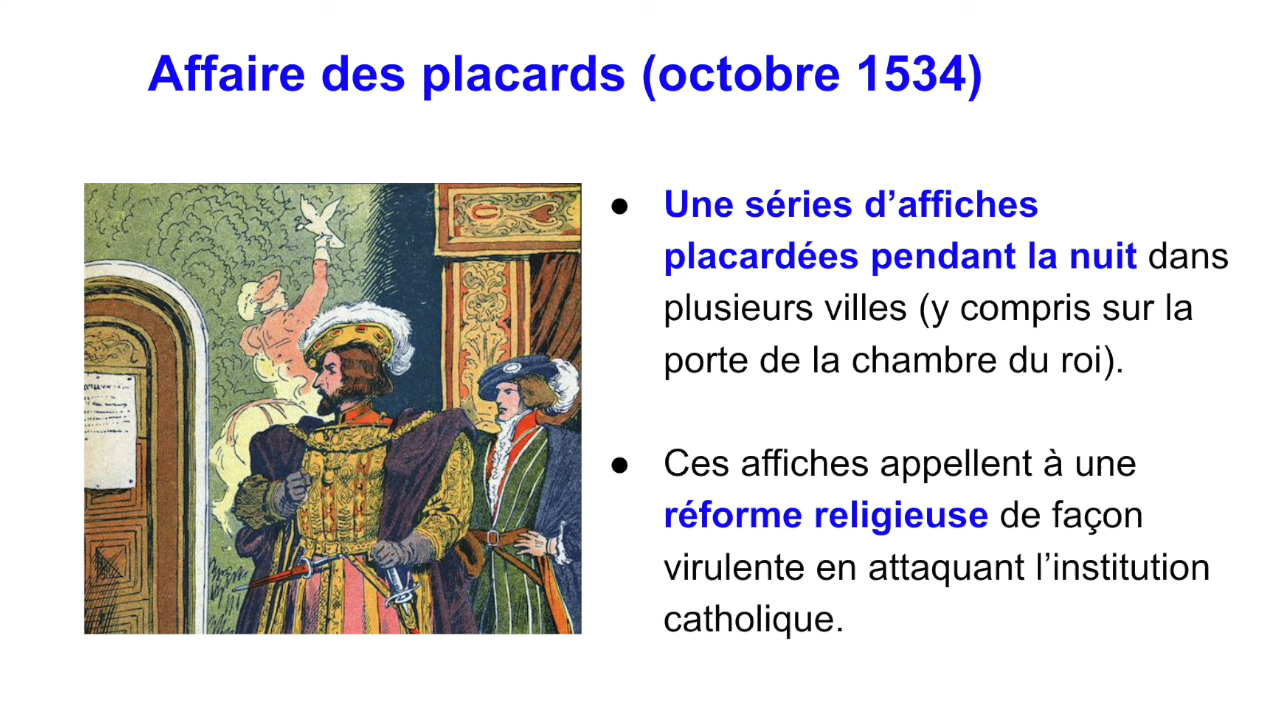 Affaire des placards (octobre 1534)
● Une séries d’affiches
placardées pendant la nuit dans
plusieurs villes (y compris sur la
porte de la chambre du roi).
● Ces affiches appellent à une
réforme religieuse de façon
virulente en attaquant l’institution
catholique.